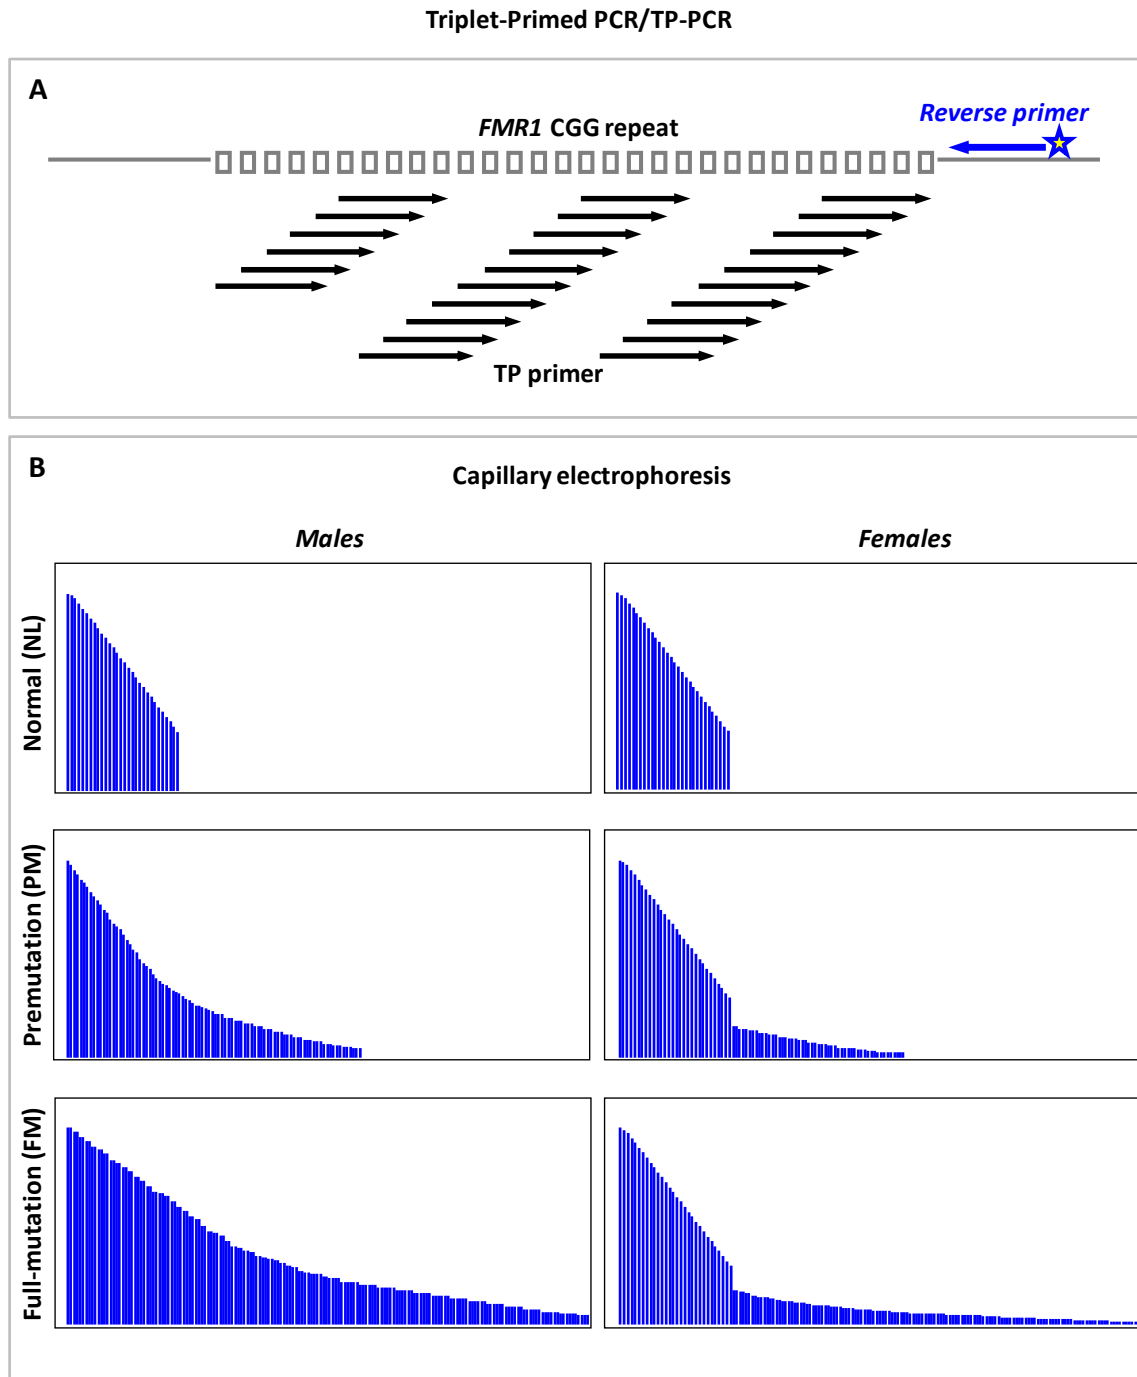 Triplet-Primed PCR/TP-PCR
A
FMR1 CGG repeat
Reverse primer
TP primer
B
Capillary electrophoresis
Males
Females
Normal (NL)
Premutation (PM)
Full-mutation (FM)